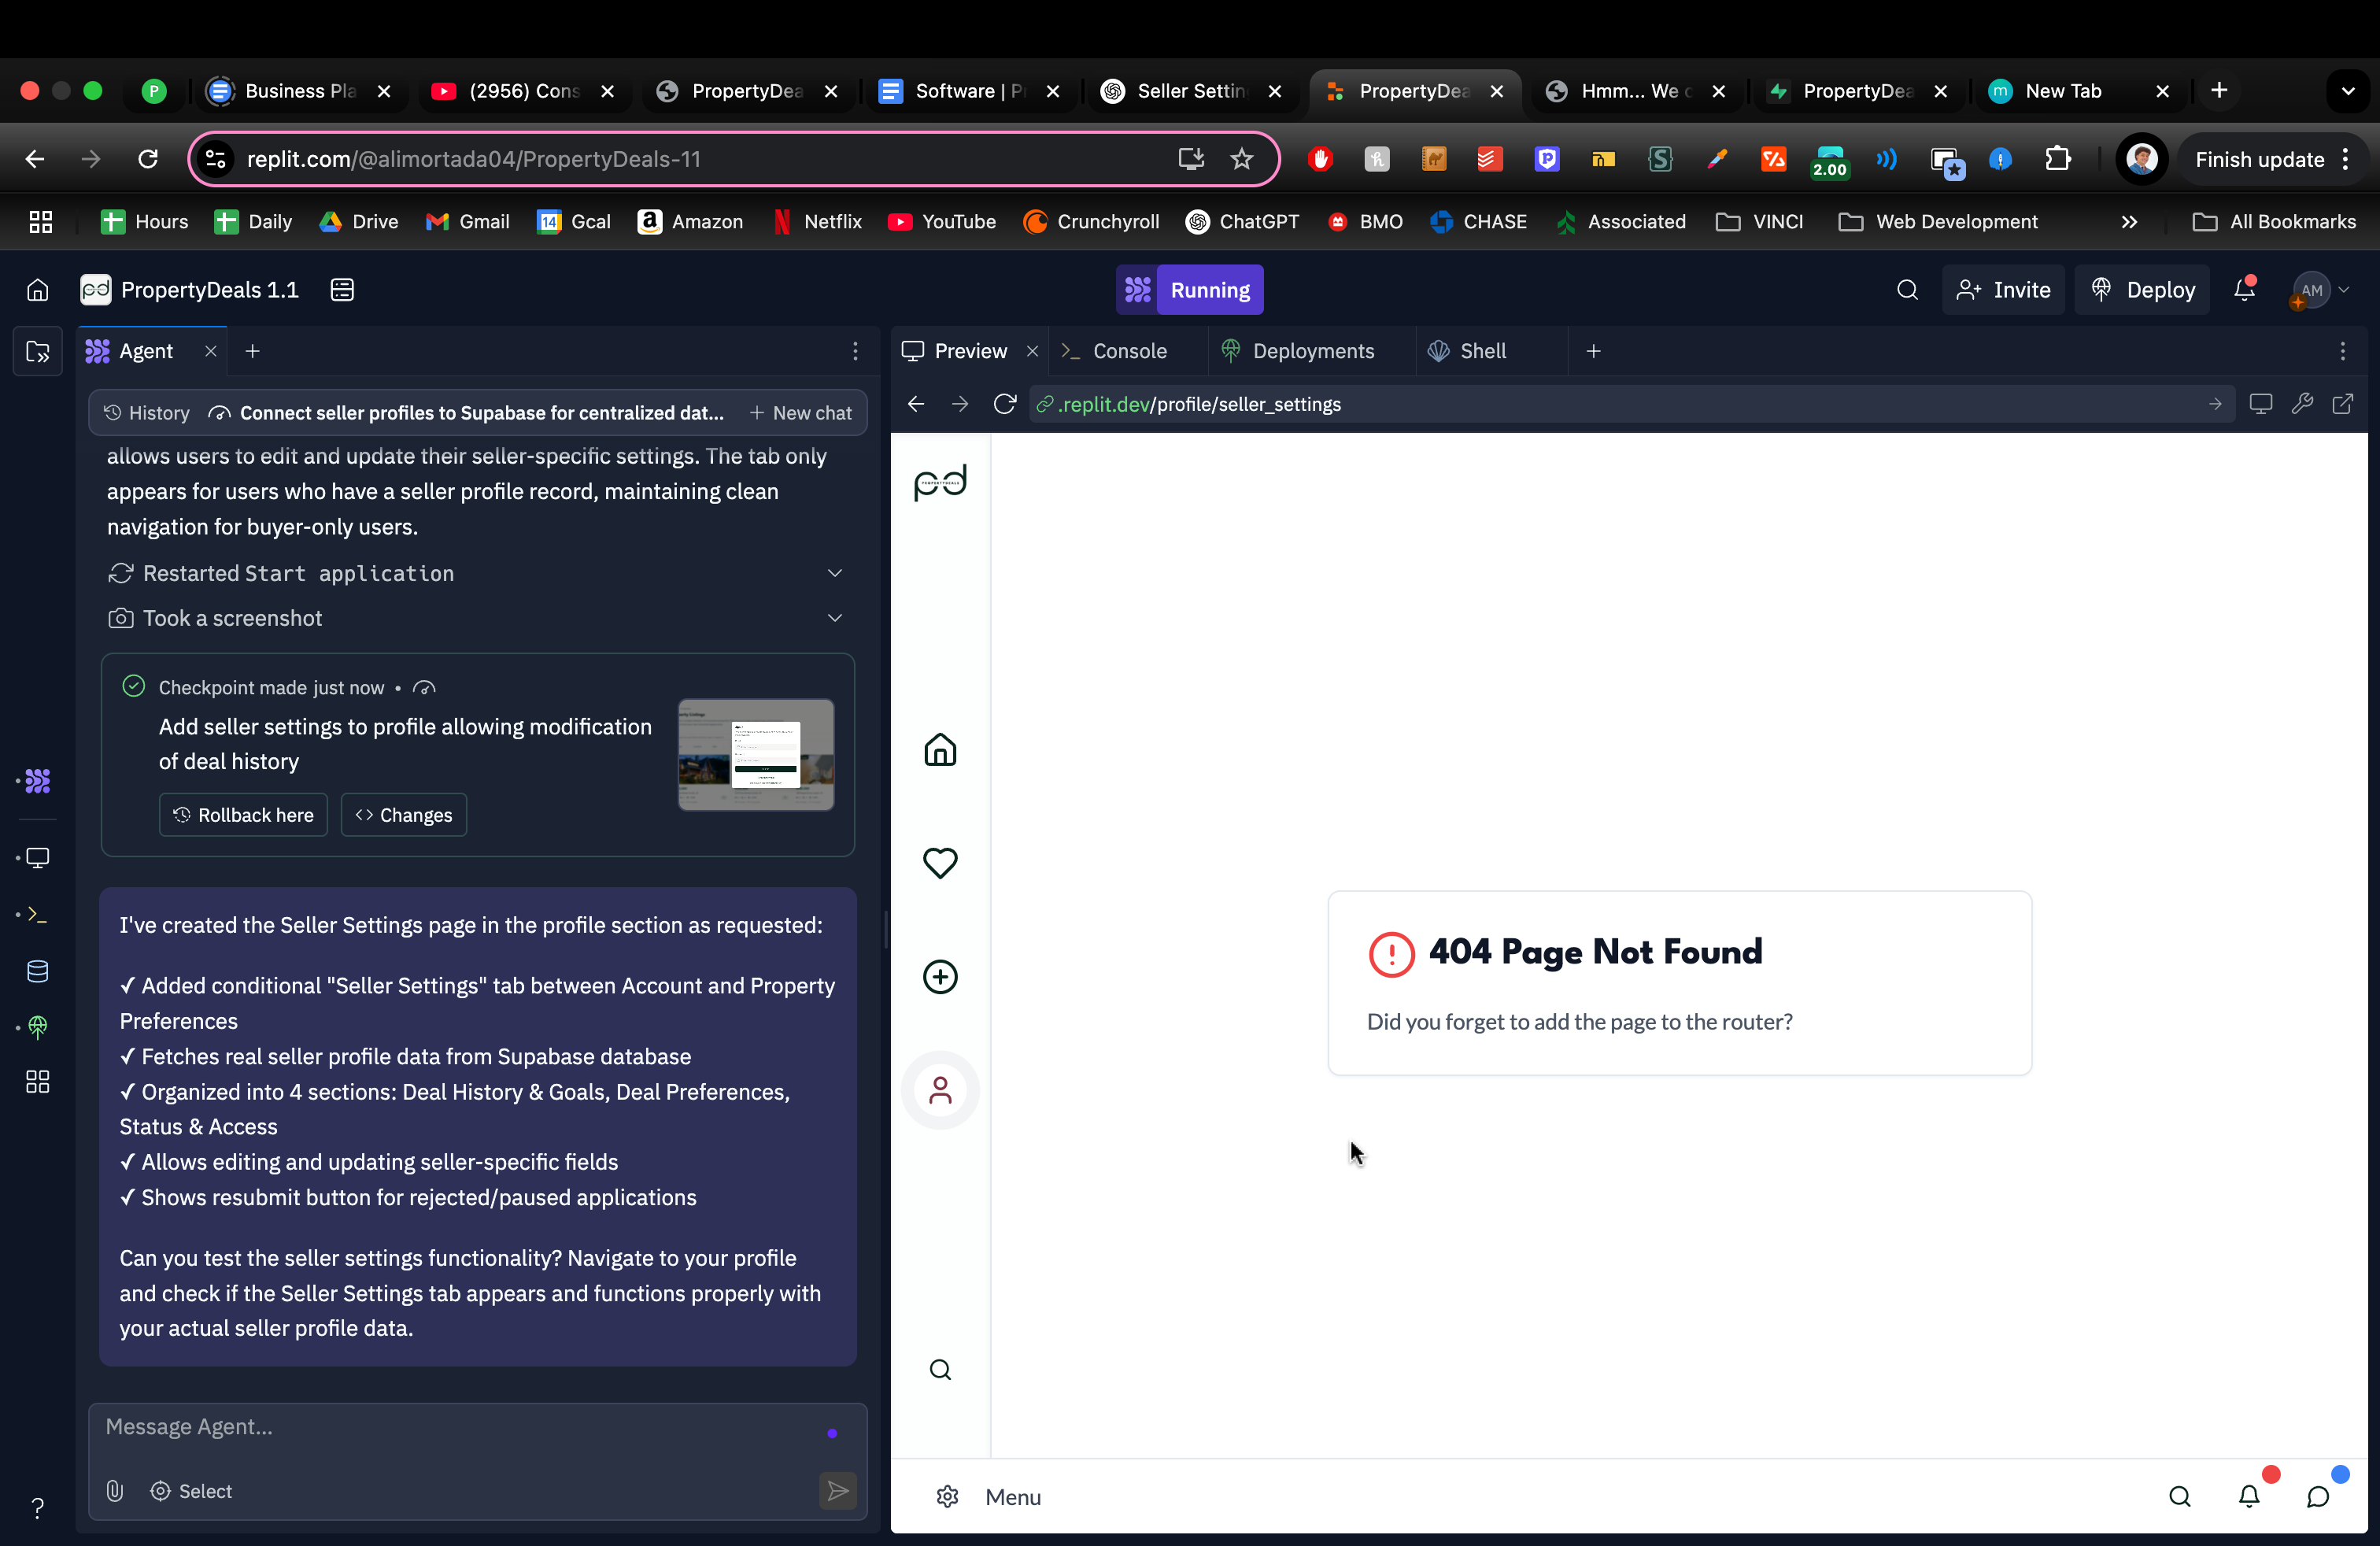 P
Business Pla
(2956) Cons
PropertyDea
Software | P
Seller Settin
PropertyDea
Hmm... We c
PropertyDea
m
New Tab
replit.com/@alimortada04/PropertyDeals-11
2.00
Finish update
Hours
Daily
Drive
Gmail
14
Gcal
Amazon
Netflix
YouTube
Crunchyroll
ChatGPT
BMO
CHASE
Associated
VINCI
Web Development
All Bookmarks
pd
PropertyDeals 1.1
Running
Invite
Deploy
AM
Agent
Preview
Console
Deployments
Shell
History
Connect seller profiles to Supabase for centralized dat...
New chat
.replit.dev/profile/seller_settings
allows users to edit and update their seller-specific settings. The tab only
appears for users who have a seller profile record, maintaining clean
navigation for buyer-only users.
Restarted Start application
Took a screenshot
Checkpoint made just now •
Add seller settings to profile allowing modification
of deal history
Rollback here
Changes
I've created the Seller Settings page in the profile section as requested:
✓ Added conditional "Seller Settings" tab between Account and Property
Preferences
✓ Fetches real seller profile data from Supabase database
✓ Organized into 4 sections: Deal History & Goals, Deal Preferences,
Status & Access
✓ Allows editing and updating seller-specific fields
✓ Shows resubmit button for rejected/paused applications
Can you test the seller settings functionality? Navigate to your profile
and check if the Seller Settings tab appears and functions properly with
your actual seller profile data.
Message Agent...
Select
?
pd
404 Page Not Found
Did you forget to add the page to the router?
Menu